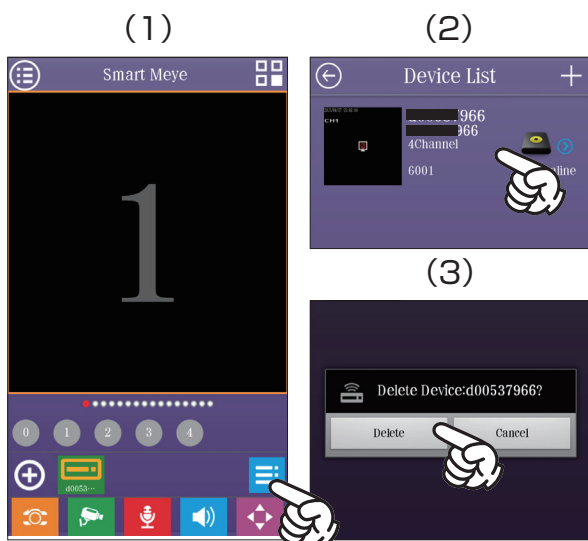 (1)
Smart Meye
1
0 1 2 3 4
d0053…
(2)
Device List
CH1
966
966
4Channel
6001
(3)
Delete Device:d00537966?
Delete Cancel